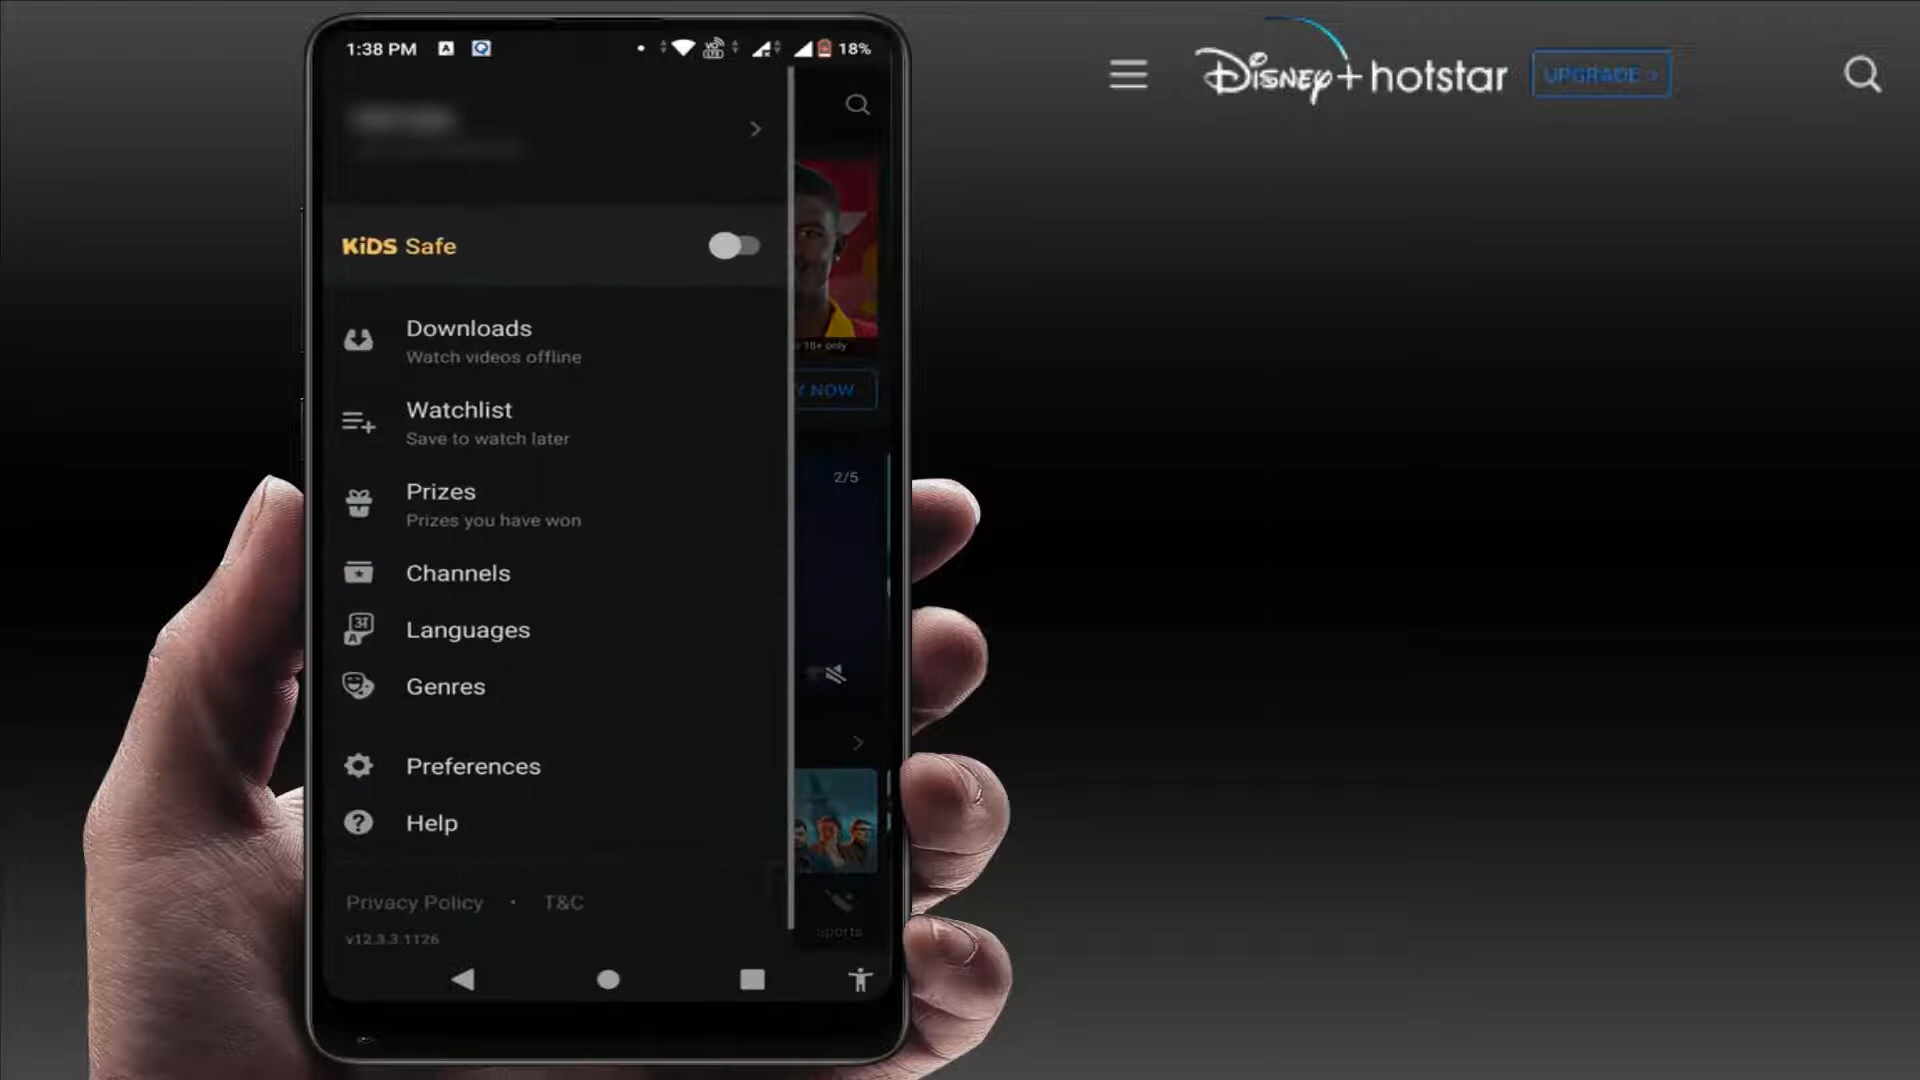 1:38 PM
18%
Disney+ hotstar
UPGRADE >
KiDS Safe
Downloads
Watch videos offline
Watchlist
Save to watch later
Prizes
Prizes you have won
Channels
Languages
Genres
Preferences
Help
Privacy Policy • T&C
v12.3.3.1126
18+ only
NOW
2/5
Sports